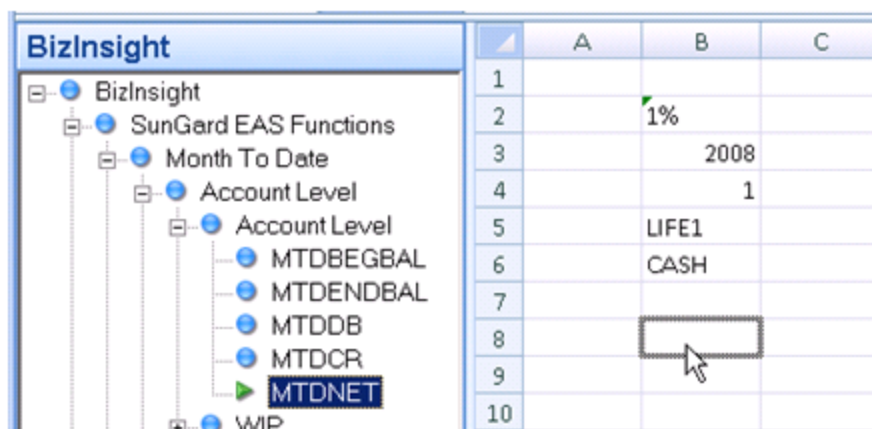 BizInsight
BizInsight
SunGard EAS Functions
Month To Date
Account Level
Account Level
MTDBEGBAL
MTDENDBAL
MTDDB
MTDCR
MTDNET
WIP
A B C
1
2 1%
3 2008
4 1
5 LIFE1
6 CASH
7
8
9
10